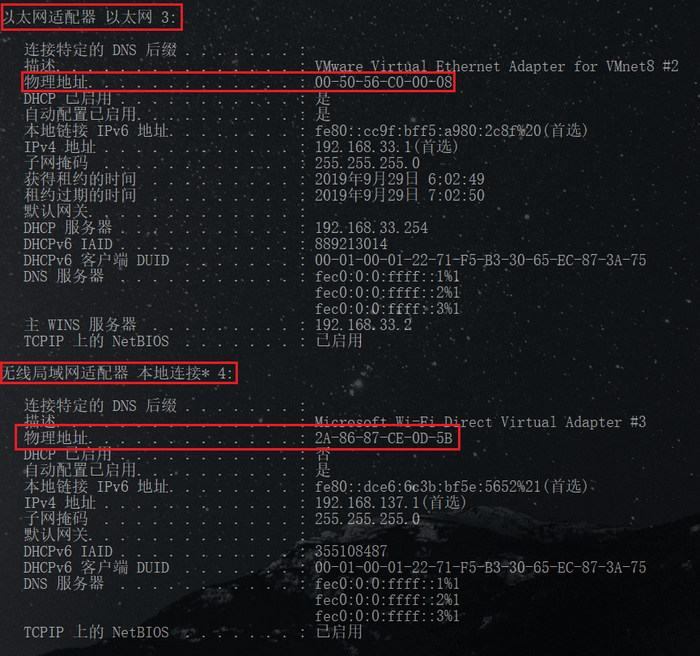 以太网适配器 以太网 3:
连接特定的 DNS 后缀 . . . . . . . :
描述. . . . . . . . . . . . . . . : VMware Virtual Ethernet Adapter for VMnet8 #2
物理地址. . . . . . . . . . . . . : 00-50-56-C0-00-08
DHCP 已启用 . . . . . . . . . . . : 是
自动配置已启用. . . . . . . . . . : 是
本地链接 IPv6 地址. . . . . . . . : fe80::cc9f:bff5:a980:2c8f%20(首选)
IPv4 地址 . . . . . . . . . . . . : 192.168.33.1(首选)
子网掩码 . . . . . . . . . . . . : 255.255.255.0
获得租约的时间 . . . . . . . . . : 2019年9月29日 6:02:49
租约过期的时间 . . . . . . . . . : 2019年9月29日 7:02:50
默认网关. . . . . . . . . . . . . :
DHCP 服务器 . . . . . . . . . . . : 192.168.33.254
DHCPv6 IAID . . . . . . . . . . . : 889213014
DHCPv6 客户端 DUID . . . . . . . : 00-01-00-01-22-71-F5-B3-30-65-EC-87-3A-75
DNS 服务器 . . . . . . . . . . . : fec0:0:0:ffff::1%1
fec0:0:0:ffff::2%1
fec0:0:0:ffff::3%1
主 WINS 服务器 . . . . . . . . . : 192.168.33.2
TCPIP 上的 NetBIOS . . . . . . . : 已启用
无线局域网适配器 本地连接* 4:
连接特定的 DNS 后缀 . . . . . . . :
描述. . . . . . . . . . . . . . . : Microsoft Wi-Fi Direct Virtual Adapter #3
物理地址. . . . . . . . . . . . . : 2A-86-87-CE-0D-5B
DHCP 已启用 . . . . . . . . . . . : 否
自动配置已启用. . . . . . . . . . : 是
本地链接 IPv6 地址. . . . . . . . : fe80::dce6:6c3b:bf5e:5652%21(首选)
IPv4 地址 . . . . . . . . . . . . : 192.168.137.1(首选)
子网掩码 . . . . . . . . . . . . : 255.255.255.0
默认网关. . . . . . . . . . . . . :
DHCPv6 IAID . . . . . . . . . . . : 355108487
DHCPv6 客户端 DUID . . . . . . . : 00-01-00-01-22-71-F5-B3-30-65-EC-87-3A-75
DNS 服务器 . . . . . . . . . . . : fec0:0:0:ffff::1%1
fec0:0:0:ffff::2%1
fec0:0:0:ffff::3%1
TCPIP 上的 NetBIOS . . . . . . . : 已启用